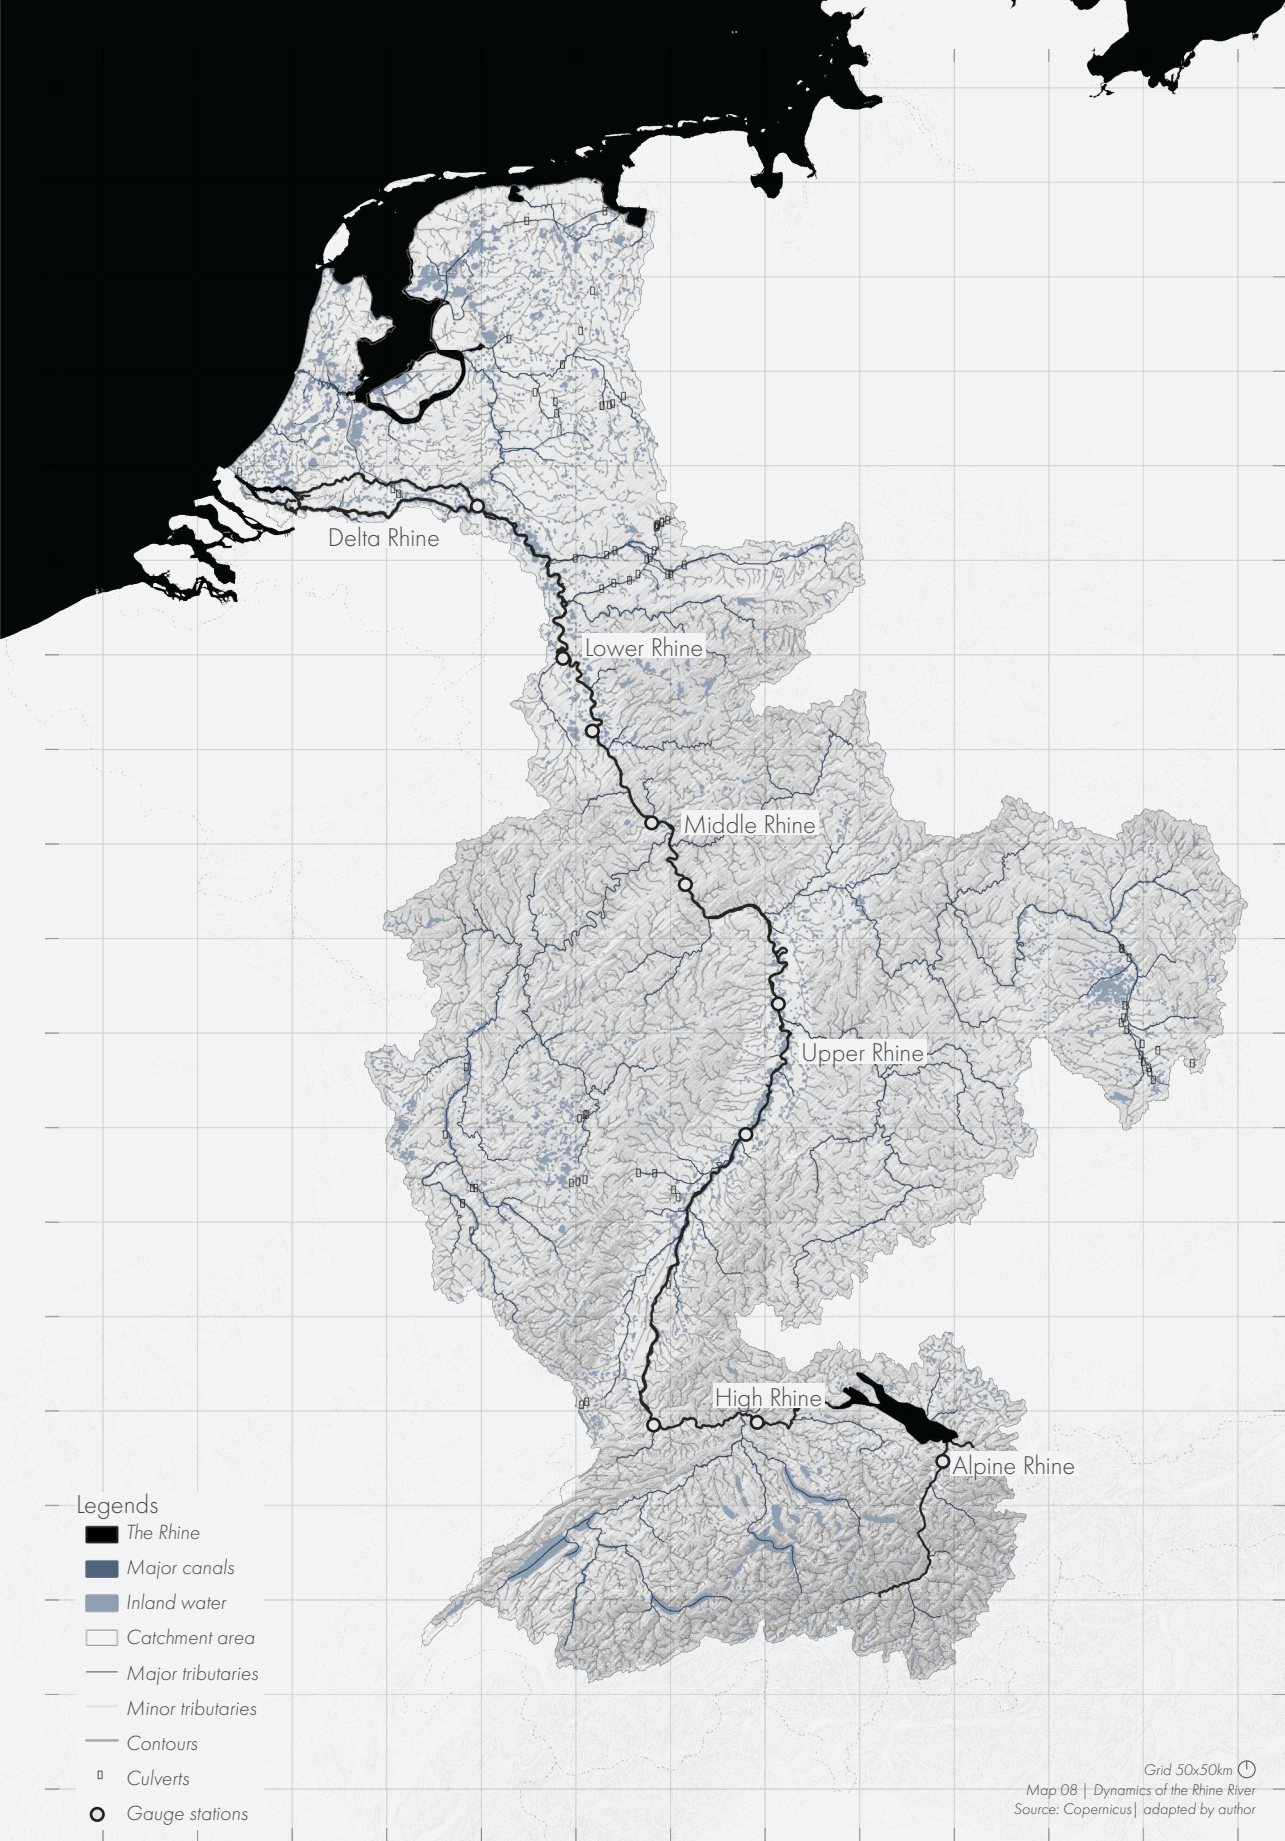 Delta Rhine
Lower Rhine
Middle Rhine
Upper Rhine
High Rhine
Alpine Rhine
Legends
The Rhine
Major canals
Inland water
Catchment area
Major tributaries
Minor tributaries
Contours
Culverts
Gauge stations
Grid 50x50km
Map 08 | Dynamics of the Rhine River
Source: Copernicus| adapted by author